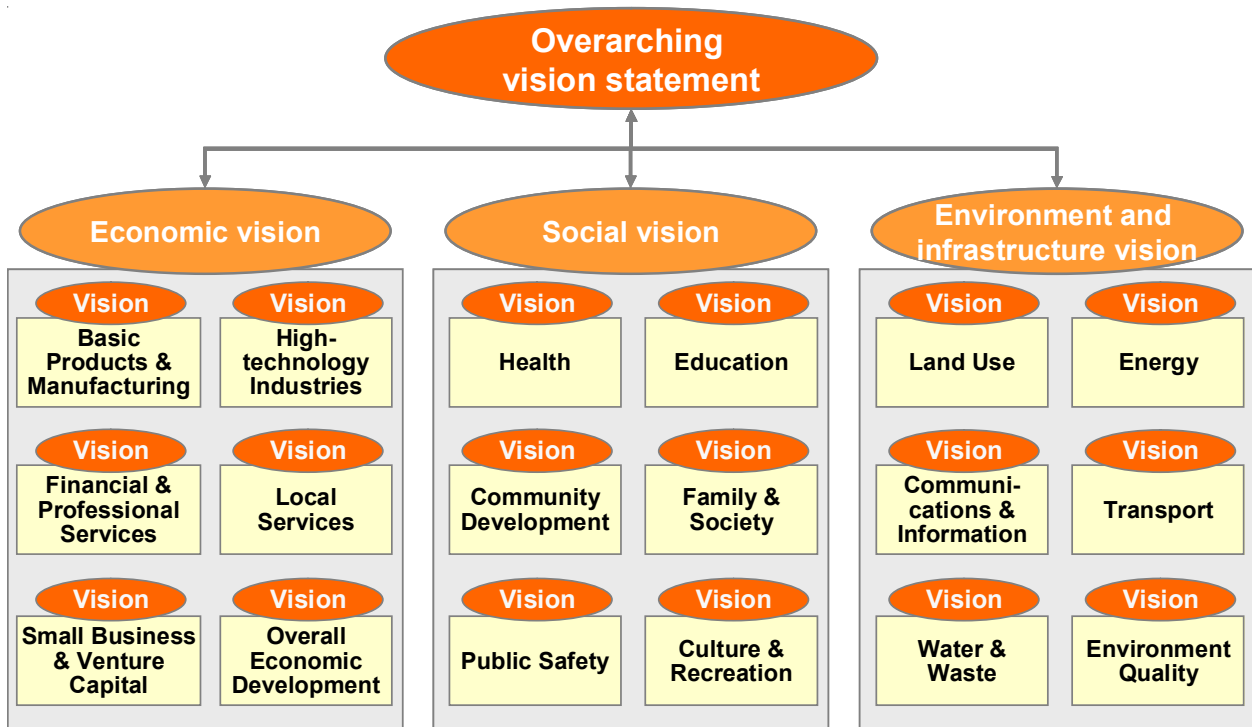 Overarching
vision statement
Economic vision
Social vision
Environment and
infrastructure vision
Vision
Basic
Products &
Manufacturing
Vision
High-
technology
Industries
Vision
Financial &
Professional
Services
Vision
Local
Services
Vision
Small Business
& Venture
Capital
Vision
Overall
Economic
Development
Vision
Health
Vision
Education
Vision
Community
Development
Vision
Family &
Society
Vision
Public Safety
Vision
Culture &
Recreation
Vision
Land Use
Vision
Energy
Vision
Communi-
cations &
Information
Vision
Transport
Vision
Water &
Waste
Vision
Environment
Quality